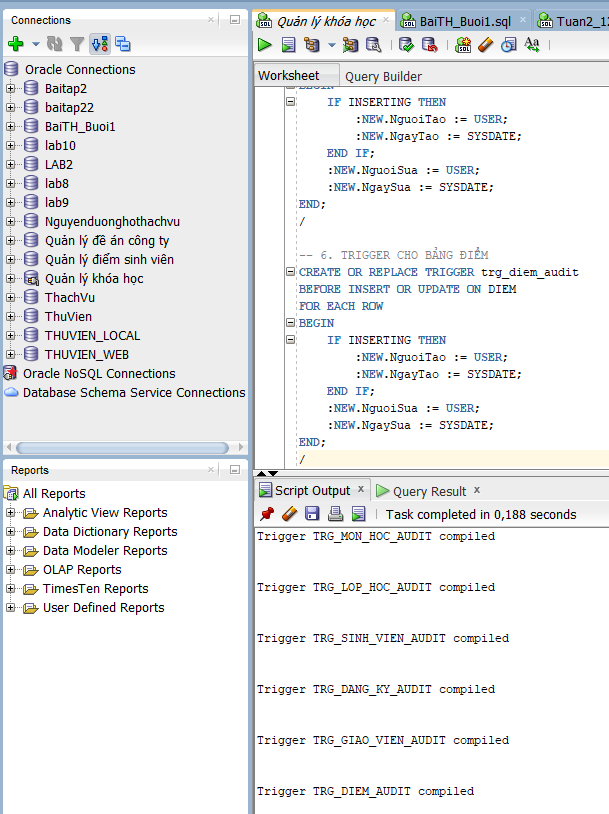 Connections
Oracle Connections
Baitap2
baitap22
BaiTH_Buoi1
lab10
LAB2
lab8
lab9
Nguyenduonghothachvu
Quản lý đề án công ty
Quản lý điểm sinh viên
Quản lý khóa học
ThachVu
ThuVien
THUVIEN_LOCAL
THUVIEN_WEB
Oracle NoSQL Connections
Database Schema Service Connections
Reports
All Reports
Analytic View Reports
Data Dictionary Reports
Data Modeler Reports
OLAP Reports
TimesTen Reports
User Defined Reports
Quản lý khóa học
BaiTH_Buoi1.sql
Tuan2_12
Worksheet
Query Builder
BEGIN
IF INSERTING THEN
:NEW.NguoiTao := USER;
:NEW.NgayTao := SYSDATE;
END IF;
:NEW.NguoiSua := USER;
:NEW.NgaySua := SYSDATE;
END;
/
-- 6. TRIGGER CHO BẢNG ĐIỂM
CREATE OR REPLACE TRIGGER trg_diem_audit
BEFORE INSERT OR UPDATE ON DIEM
FOR EACH ROW
BEGIN
IF INSERTING THEN
:NEW.NguoiTao := USER;
:NEW.NgayTao := SYSDATE;
END IF;
:NEW.NguoiSua := USER;
:NEW.NgaySua := SYSDATE;
END;
/
Script Output
Query Result
Task completed in 0,188 seconds
Trigger TRG_MON_HOC_AUDIT compiled
Trigger TRG_LOP_HOC_AUDIT compiled
Trigger TRG_SINH_VIEN_AUDIT compiled
Trigger TRG_DANG_KY_AUDIT compiled
Trigger TRG_GIAO_VIEN_AUDIT compiled
Trigger TRG_DIEM_AUDIT compiled